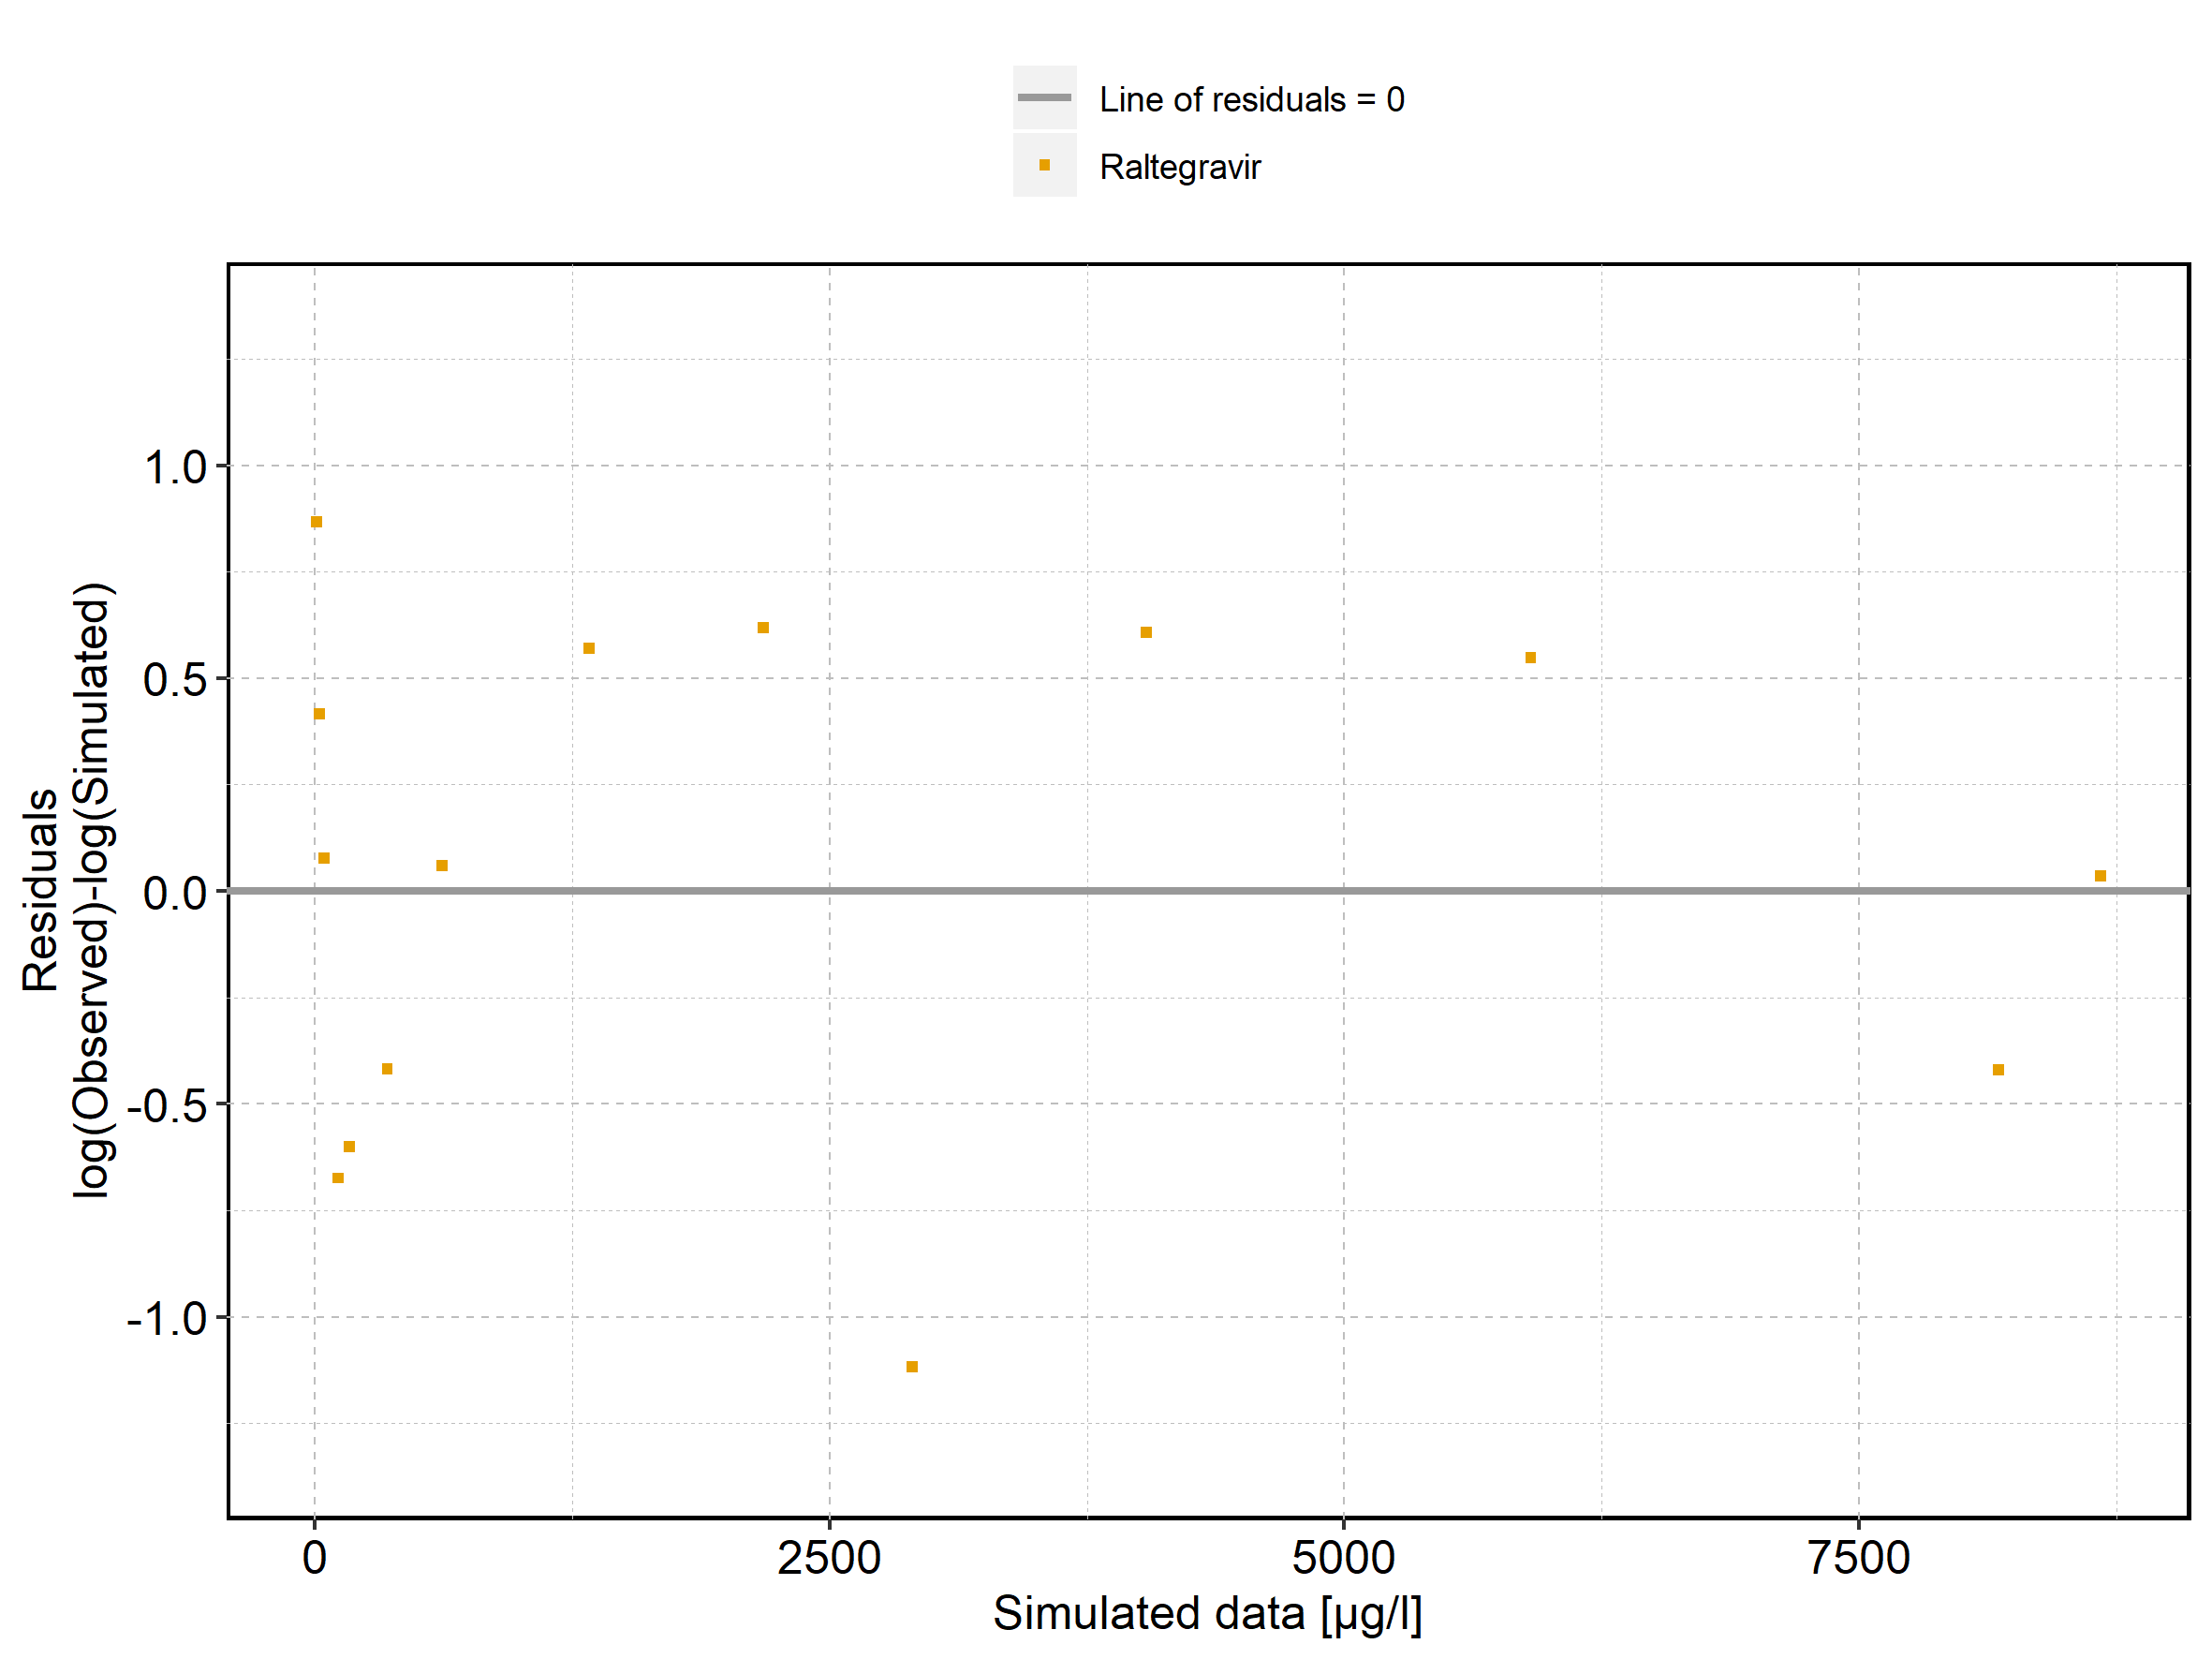 Line of residuals = 0
Raltegravir
Residuals
log(Observed)-log(Simulated)
1.0
0.5
0.0
-0.5
-1.0
0
2500
5000
7500
Simulated data [µg/l]